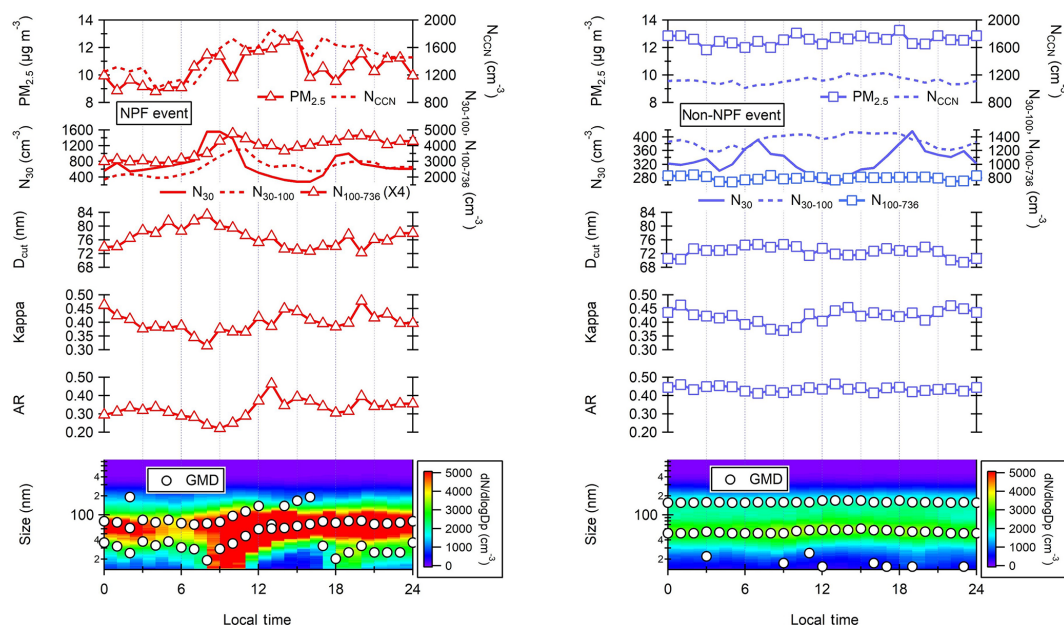 14
12
10
8
PM2.5 (µg m-3)
2000
1600
1200
800
NCCN (cm-3)
PM2.5 NCCN
NPF event
1600
1200
800
400
N30 (cm-3)
5000
4000
3000
2000
N30-100, N100-736 (cm-3)
N30 N30-100 N100-736 (X4)
84
80
76
72
68
Dcut (nm)
0.50
0.45
0.40
0.35
0.30
Kappa
0.50
0.40
0.30
0.20
AR
Size (nm)
4
2
100
4
2
GMD
5000
4000
3000
2000
1000
0
dN/dlogDp (cm-3)
0 6 12 18 24
Local time
14
12
10
8
PM2.5 (µg m-3)
2000
1600
1200
800
NCCN (cm-3)
PM2.5 NCCN
Non-NPF event
400
360
320
280
N30 (cm-3)
1400
1200
1000
800
N30-100, N100-736 (cm-3)
N30 N30-100 N100-736
84
80
76
72
68
Dcut (nm)
0.50
0.45
0.40
0.35
0.30
Kappa
0.50
0.40
0.30
0.20
AR
Size (nm)
4
2
100
4
2
GMD
5000
4000
3000
2000
1000
0
dN/dlogDp (cm-3)
0 6 12 18 24
Local time